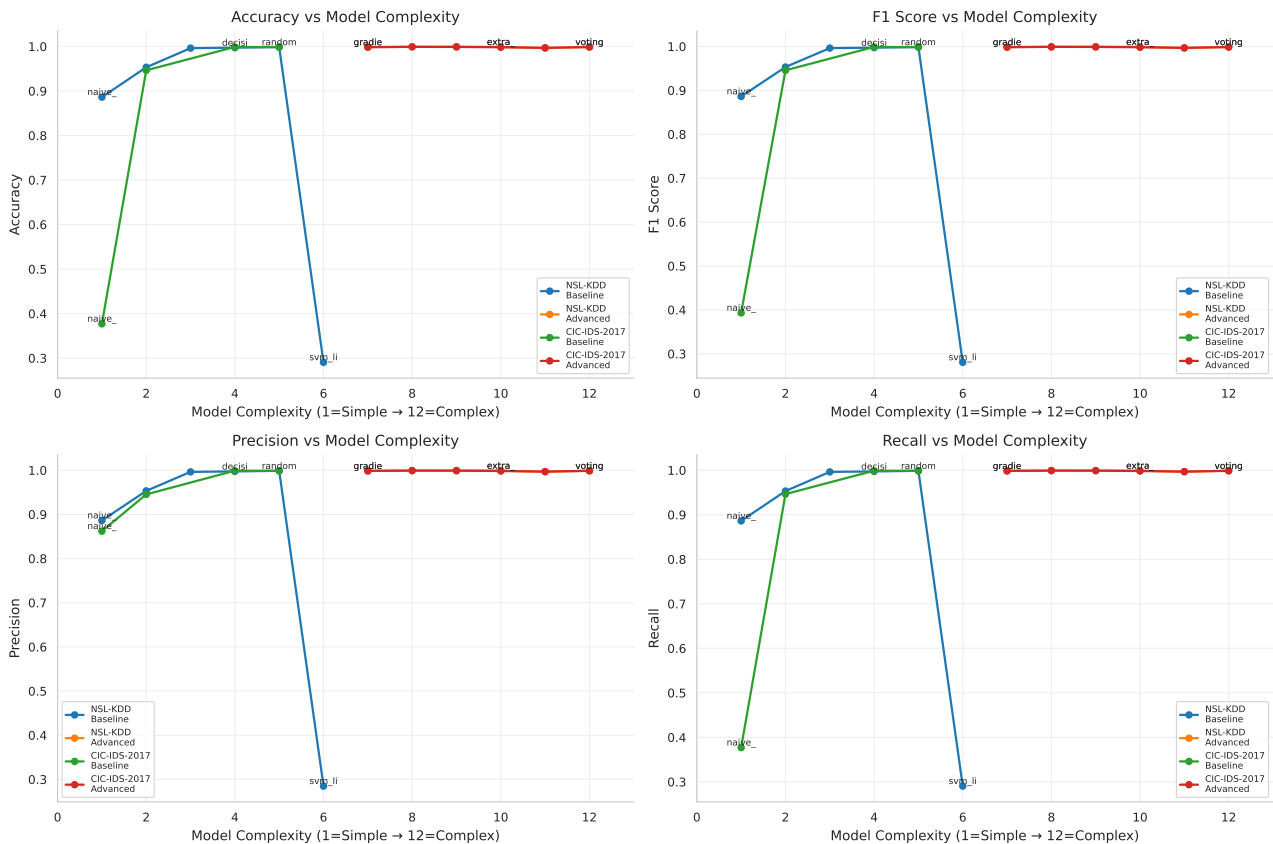 Accuracy vs Model Complexity
1.0
0.9
0.8
0.7
0.6
0.5
0.4
0.3
Accuracy
naive_
naive_
decisi
random
svm_li
gradie
extra_
voting
NSL-KDD
Baseline
NSL-KDD
Advanced
CIC-IDS-2017
Baseline
CIC-IDS-2017
Advanced
0 2 4 6 8 10 12
Model Complexity (1=Simple → 12=Complex)
F1 Score vs Model Complexity
1.0
0.9
0.8
0.7
0.6
0.5
0.4
0.3
F1 Score
naive_
naive_
decisi
random
svm_li
gradie
extra_
voting
NSL-KDD
Baseline
NSL-KDD
Advanced
CIC-IDS-2017
Baseline
CIC-IDS-2017
Advanced
0 2 4 6 8 10 12
Model Complexity (1=Simple → 12=Complex)
Precision vs Model Complexity
1.0
0.9
0.8
0.7
0.6
0.5
0.4
0.3
Precision
naive_
naive_
decisi
random
svm_li
gradie
extra_
voting
NSL-KDD
Baseline
NSL-KDD
Advanced
CIC-IDS-2017
Baseline
CIC-IDS-2017
Advanced
0 2 4 6 8 10 12
Model Complexity (1=Simple → 12=Complex)
Recall vs Model Complexity
1.0
0.9
0.8
0.7
0.6
0.5
0.4
0.3
Recall
naive_
naive_
decisi
random
svm_li
gradie
extra_
voting
NSL-KDD
Baseline
NSL-KDD
Advanced
CIC-IDS-2017
Baseline
CIC-IDS-2017
Advanced
0 2 4 6 8 10 12
Model Complexity (1=Simple → 12=Complex)